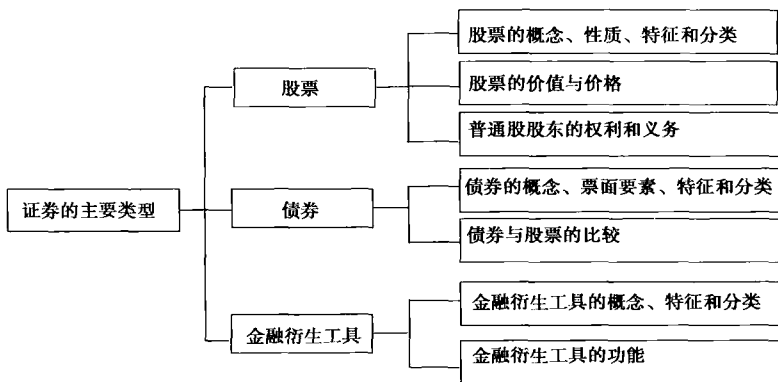 证券的主要类型
股票
股票的概念、性质、特征和分类
股票的价值与价格
普通股股东的权利和义务
债券
债券的概念、票面要素、特征和分类
债券与股票的比较
金融衍生工具
金融衍生工具的概念、特征和分类
金融衍生工具的功能